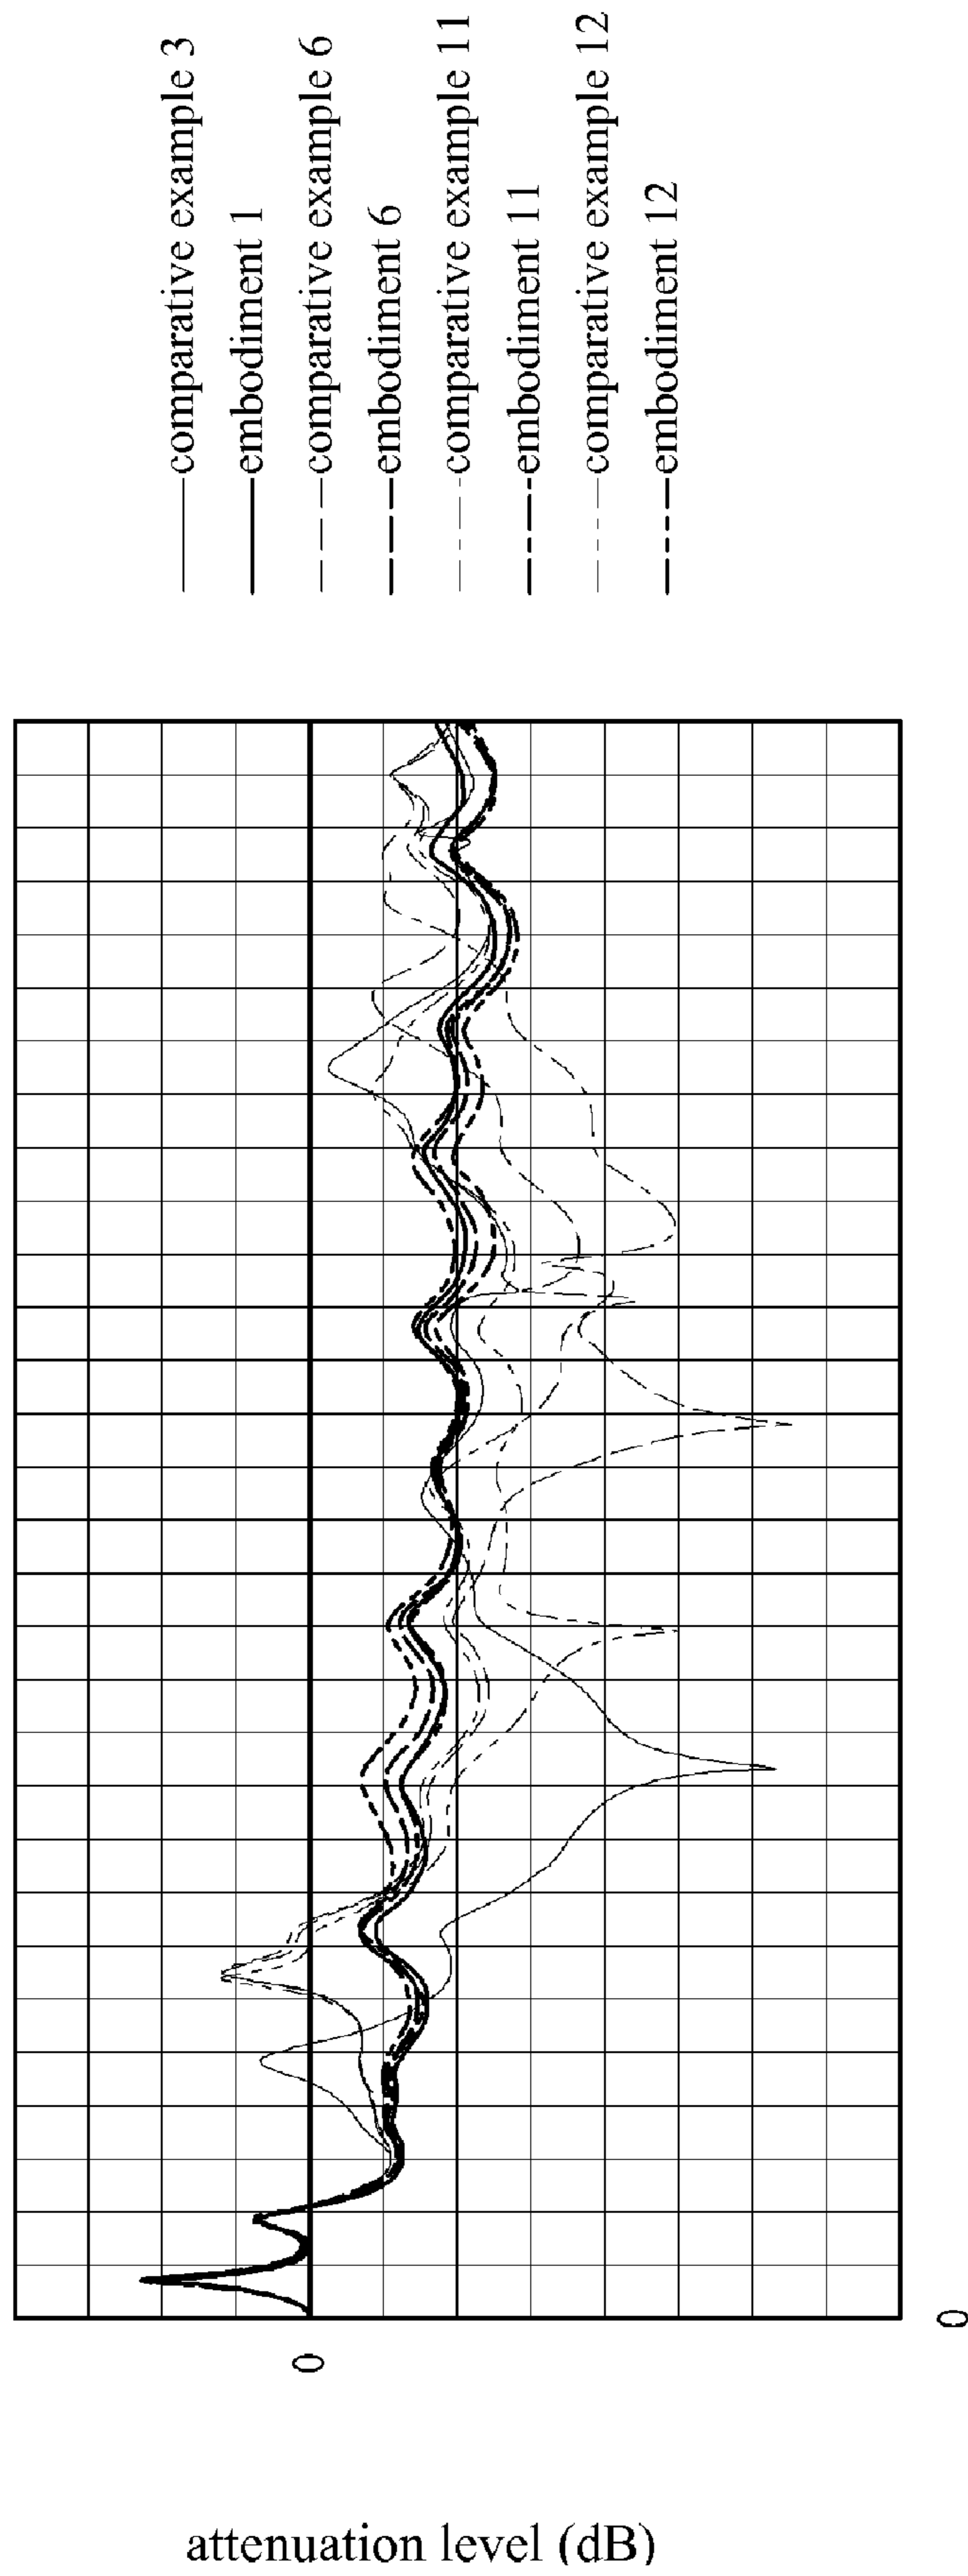 attenuation level (dB)
0
0
comparative example 3
embodiment 1
comparative example 6
embodiment 6
comparative example 11
embodiment 11
comparative example 12
embodiment 12